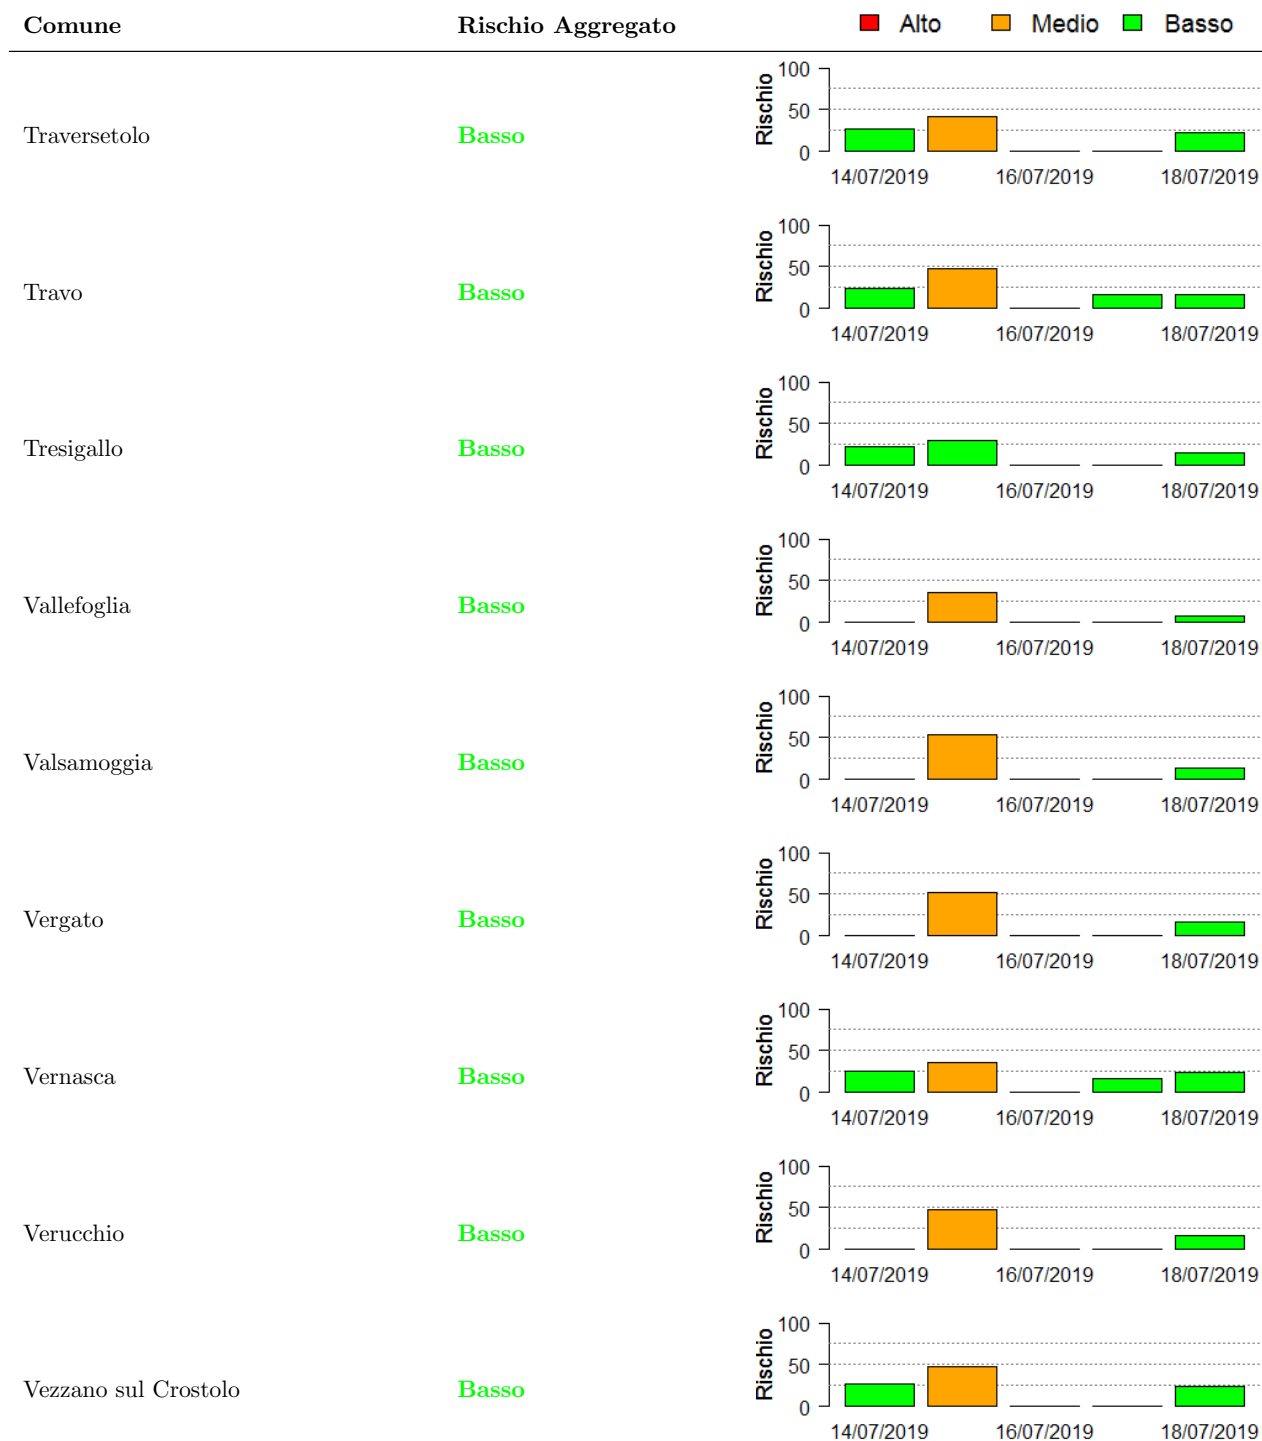 Comune Rischio Aggregato Alto Medio Basso
Traversetolo Basso Rischio 100 50 0
14/07/2019 16/07/2019 18/07/2019
Travo Basso Rischio 100 50 0
14/07/2019 16/07/2019 18/07/2019
Tresigallo Basso Rischio 100 50 0
14/07/2019 16/07/2019 18/07/2019
Vallefoglia Basso Rischio 100 50 0
14/07/2019 16/07/2019 18/07/2019
Valsamoggia Basso Rischio 100 50 0
14/07/2019 16/07/2019 18/07/2019
Vergato Basso Rischio 100 50 0
14/07/2019 16/07/2019 18/07/2019
Vernasca Basso Rischio 100 50 0
14/07/2019 16/07/2019 18/07/2019
Verucchio Basso Rischio 100 50 0
14/07/2019 16/07/2019 18/07/2019
Vezzano sul Crostolo Basso Rischio 100 50 0
14/07/2019 16/07/2019 18/07/2019